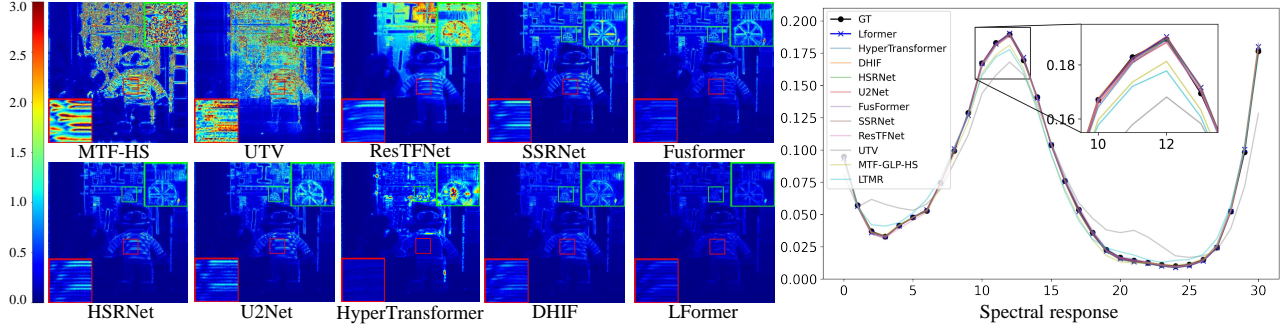 3.0
2.5
2.0
1.5
1.0
0.5
0.0
MTF-HS UTV ResTFNet SSRNet Fusformer
HSRNet U2Net HyperTransformer DHIF LFormer
0.200
0.175
0.150
0.125
0.100
0.075
0.050
0.025
0.000
GT
Lformer
HyperTransformer
DHIF
HSRNet
U2Net
FusFormer
SSRNet
ResTFNet
UTV
MTF-GLP-HS
LTMR
0.18
0.16
10 12
0 5 10 15 20 25 30
Spectral response